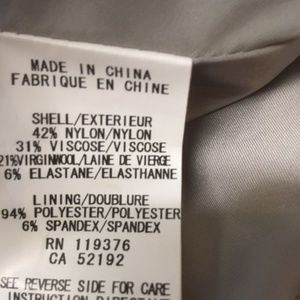 MADE IN CHINA
FABRIQUE EN CHINE
SHELL/EXTERIEUR
42% NYLON/NYLON
31% VISCOSE/VISCOSE
21%VIRGINWOOL/LAINE DE VIERGE
6% ELASTANE/ELASTHANNE
LINING/DOUBLURE
94% POLYESTER/POLYESTER
6% SPANDEX/SPANDEX
RN 119376
CA 52192
SEE REVERSE SIDE FOR CARE
INSTRUCTION